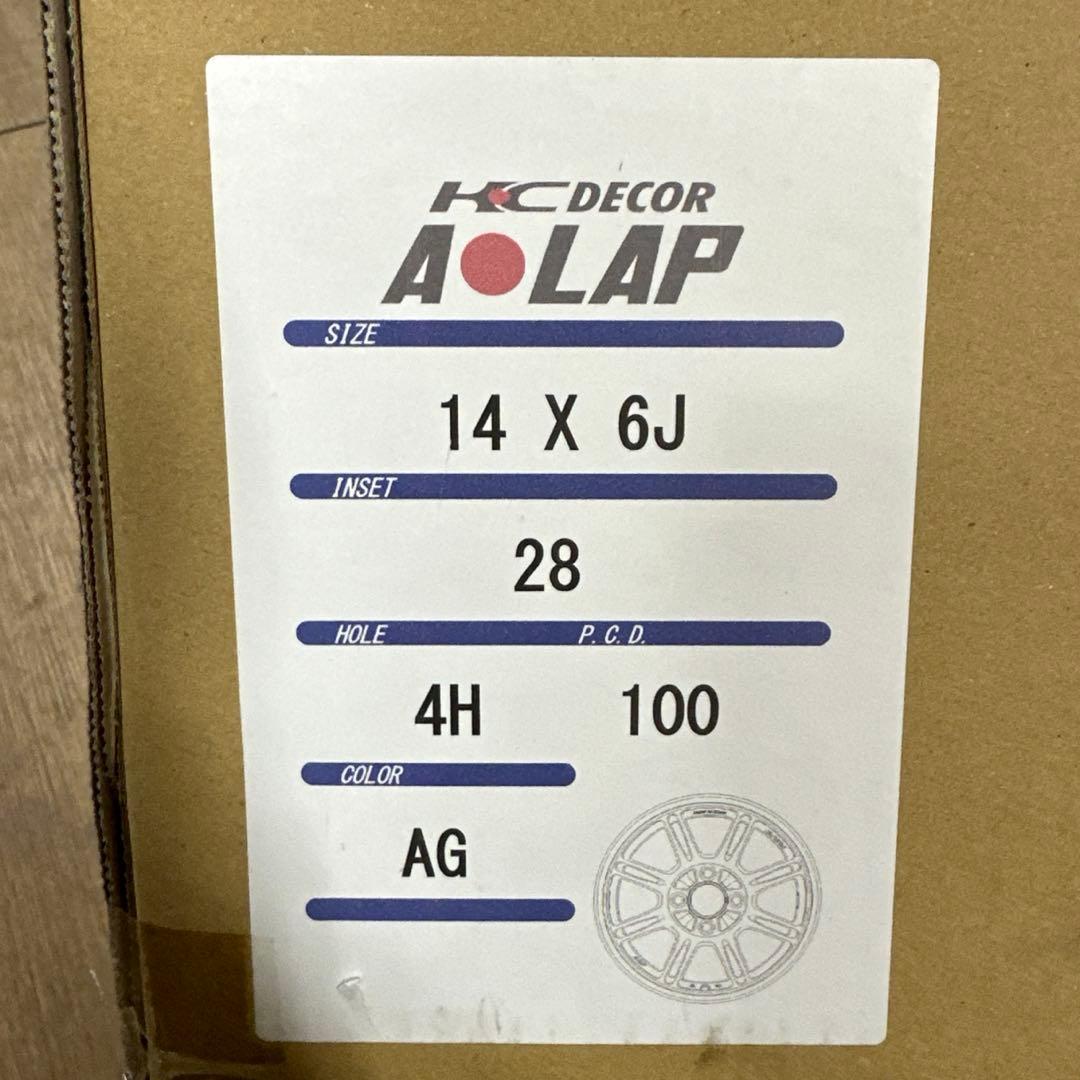 KC DECOR
A LAP
SIZE
14 X 6J
INSET
28
HOLE P.C.D.
4H 100
COLOR
AG